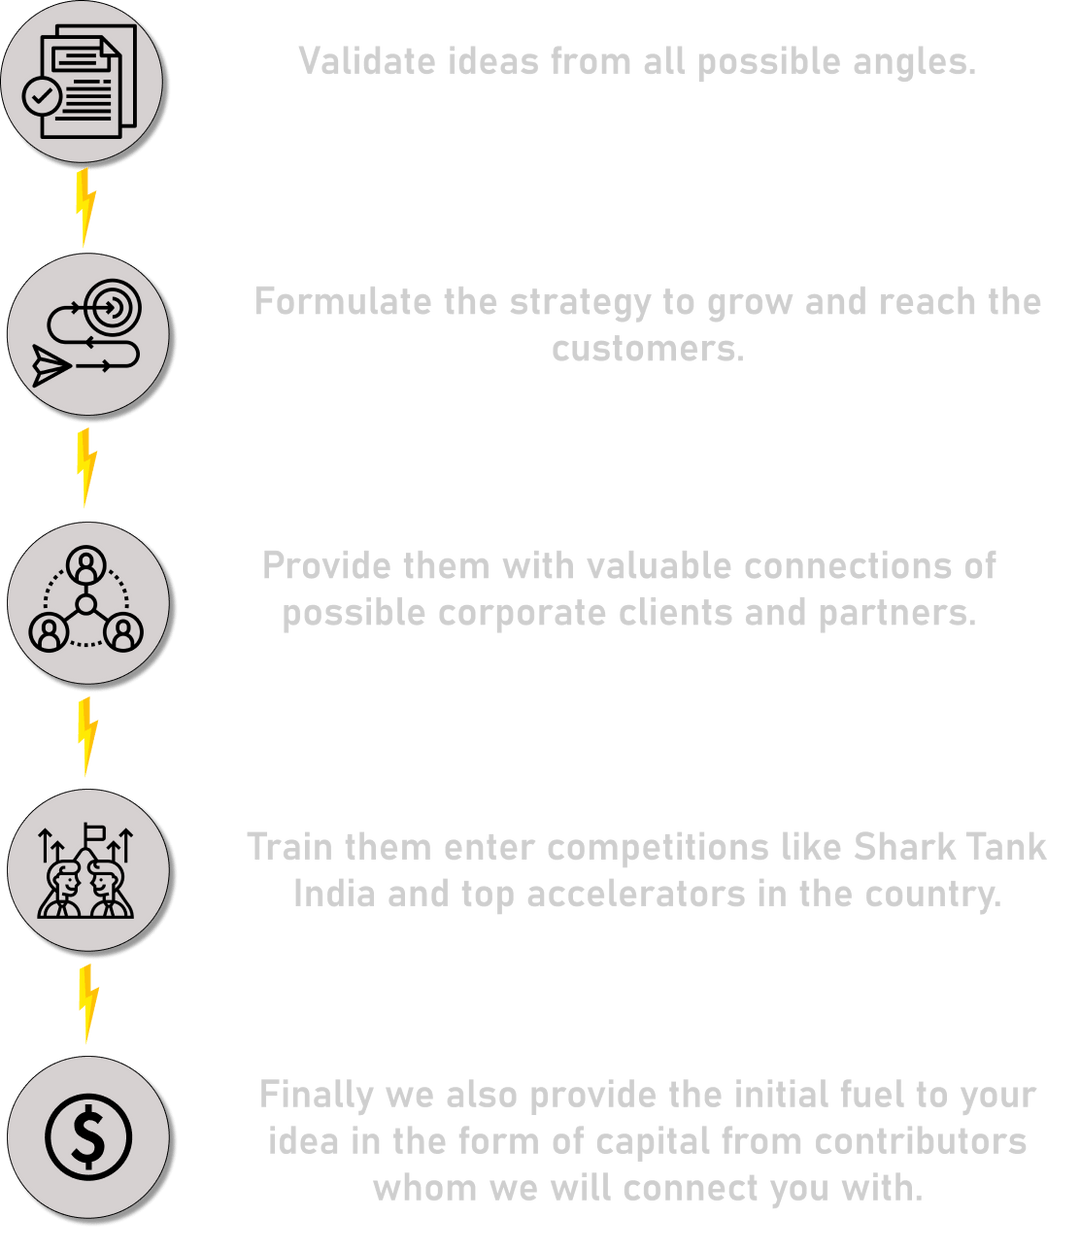 Validate ideas from all possible angles.
Formulate the strategy to grow and reach the
customers.
Provide them with valuable connections of
possible corporate clients and partners.
Train them enter competitions like Shark Tank
India and top accelerators in the country.
$
Finally we also provide the initial fuel to your
idea in the form of capital from contributors
whom we will connect you with.